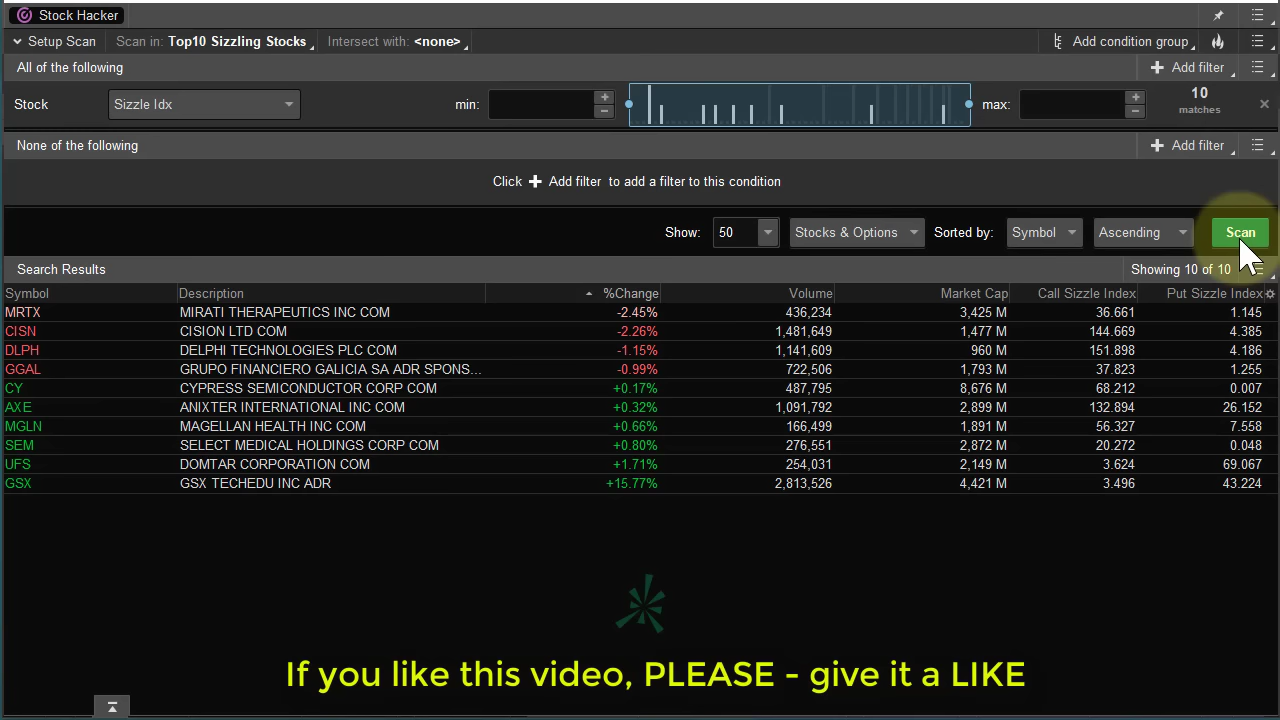 Stock Hacker
Setup Scan Scan in: Top10 Sizzling Stocks Intersect with: <none> Add condition group
All of the following Add filter
Stock Sizzle Idx min: max: 10 matches
None of the following Add filter
Click + Add filter to add a filter to this condition
Show: 50 Stocks & Options Sorted by: Symbol Ascending Scan
Search Results Showing 10 of 10
Symbol Description %Change Volume Market Cap Call Sizzle Index Put Sizzle Index
MRTX MIRATI THERAPEUTICS INC COM -2.45% 436,234 3,425 M 36.661 1.145
CISN CISION LTD COM -2.26% 1,481,649 1,477 M 144.669 4.385
DLPH DELPHI TECHNOLOGIES PLC COM -1.15% 1,141,609 960 M 151.898 4.186
GGAL GRUPO FINANCIERO GALICIA SA ADR SPONS... -0.99% 722,506 1,793 M 37.823 1.255
CY CYPRESS SEMICONDUCTOR CORP COM +0.17% 487,795 8,676 M 68.212 0.007
AXE ANIXTER INTERNATIONAL INC COM +0.32% 1,091,792 2,899 M 132.894 26.152
MGLN MAGELLAN HEALTH INC COM +0.66% 166,499 1,891 M 56.327 7.558
SEM SELECT MEDICAL HOLDINGS CORP COM +0.80% 276,551 2,872 M 20.272 0.048
UFS DOMTAR CORPORATION COM +1.71% 254,031 2,149 M 3.624 69.067
GSX GSX TECHEDU INC ADR +15.77% 2,813,526 4,421 M 3.496 43.224
If you like this video, PLEASE - give it a LIKE